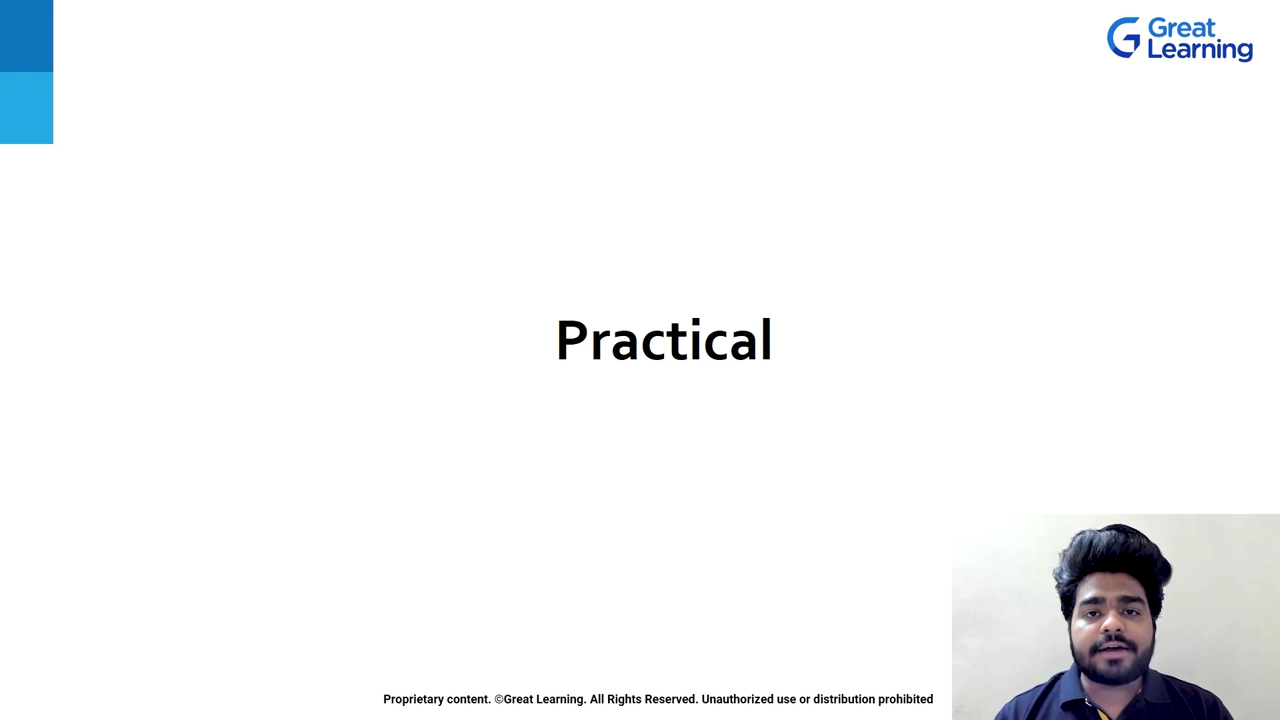 Great
Learning
Practical
Proprietary content. ©Great Learning. All Rights Reserved. Unauthorized use or distribution prohibited